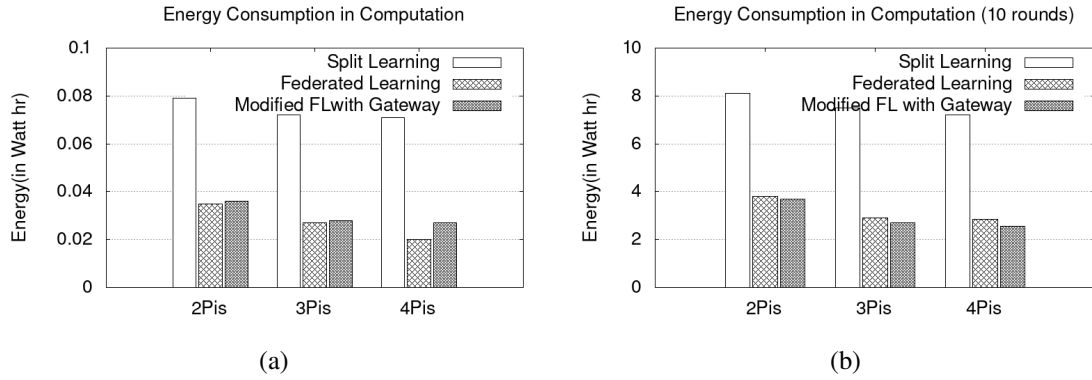 Energy Consumption in Computation
Energy(in Watt hr)
0.1
0.08
0.06
0.04
0.02
0
Split Learning
Federated Learning
Modified FLwith Gateway
2Pis
3Pis
4Pis
(a)
Energy Consumption in Computation (10 rounds)
Energy(in Watt hr)
10
8
6
4
2
0
Split Learning
Federated Learning
Modified FL with Gateway
2Pis
3Pis
4Pis
(b)